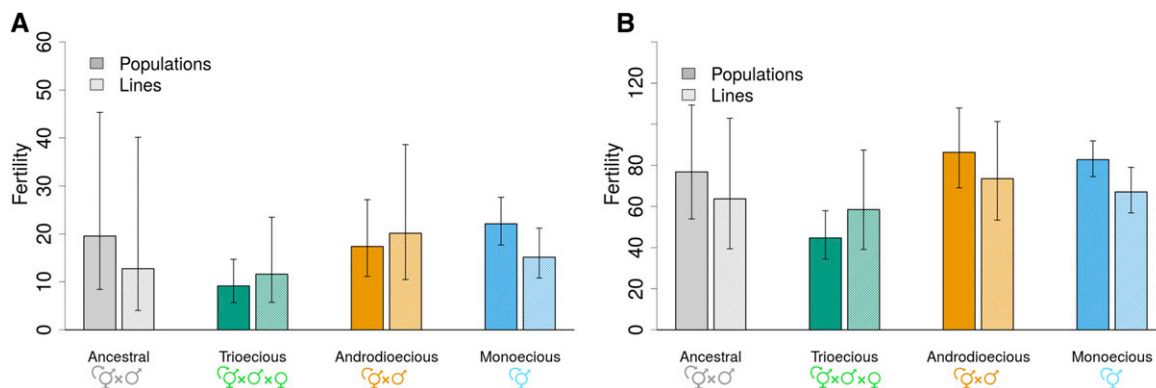 A
Fertility
60
50
40
30
20
10
0
Populations
Lines
Ancestral
Trioecious
Androdioecious
Monoecious
B
Fertility
120
80
60
40
20
0
Populations
Lines
Ancestral
Trioecious
Androdioecious
Monoecious